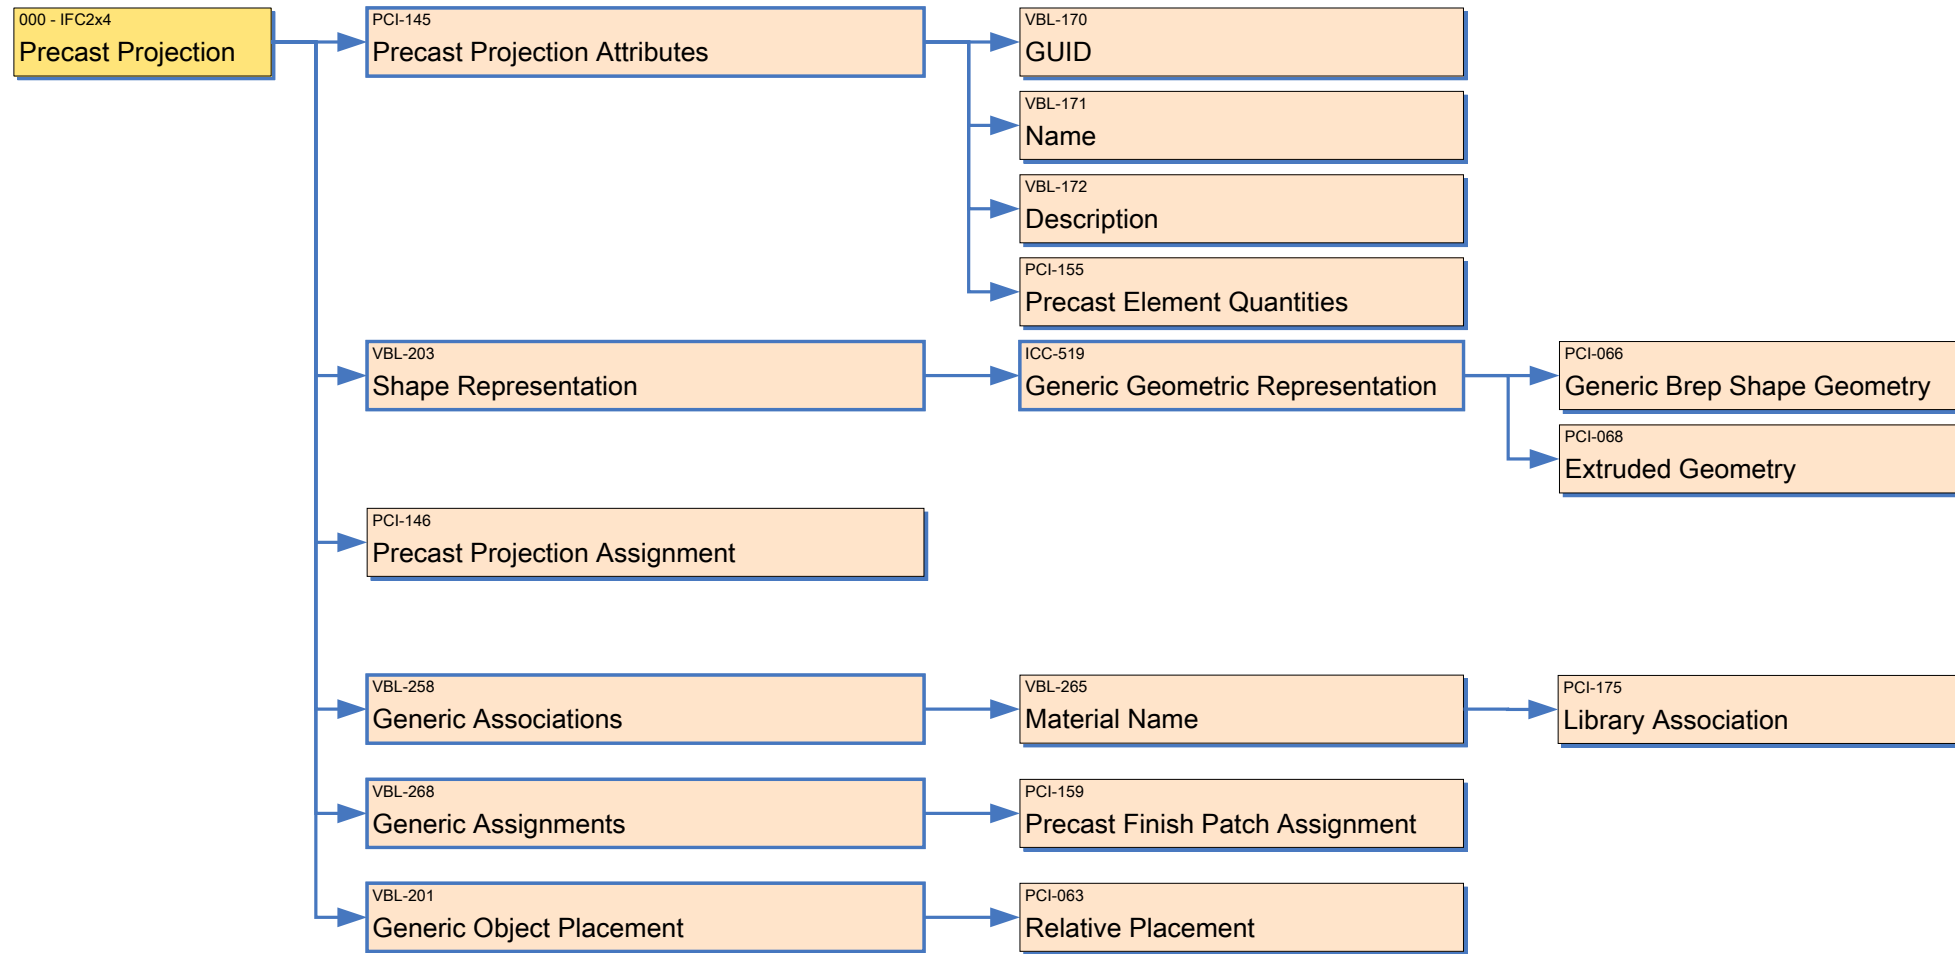 000 - IFC2x4
Precast Projection
PCI-145
Precast Projection Attributes
VBL-170
GUID
VBL-171
Name
VBL-172
Description
PCI-155
Precast Element Quantities
VBL-203
Shape Representation
ICC-519
Generic Geometric Representation
PCI-066
Generic Brep Shape Geometry
PCI-068
Extruded Geometry
PCI-146
Precast Projection Assignment
VBL-258
Generic Associations
VBL-265
Material Name
PCI-175
Library Association
VBL-268
Generic Assignments
PCI-159
Precast Finish Patch Assignment
VBL-201
Generic Object Placement
PCI-063
Relative Placement